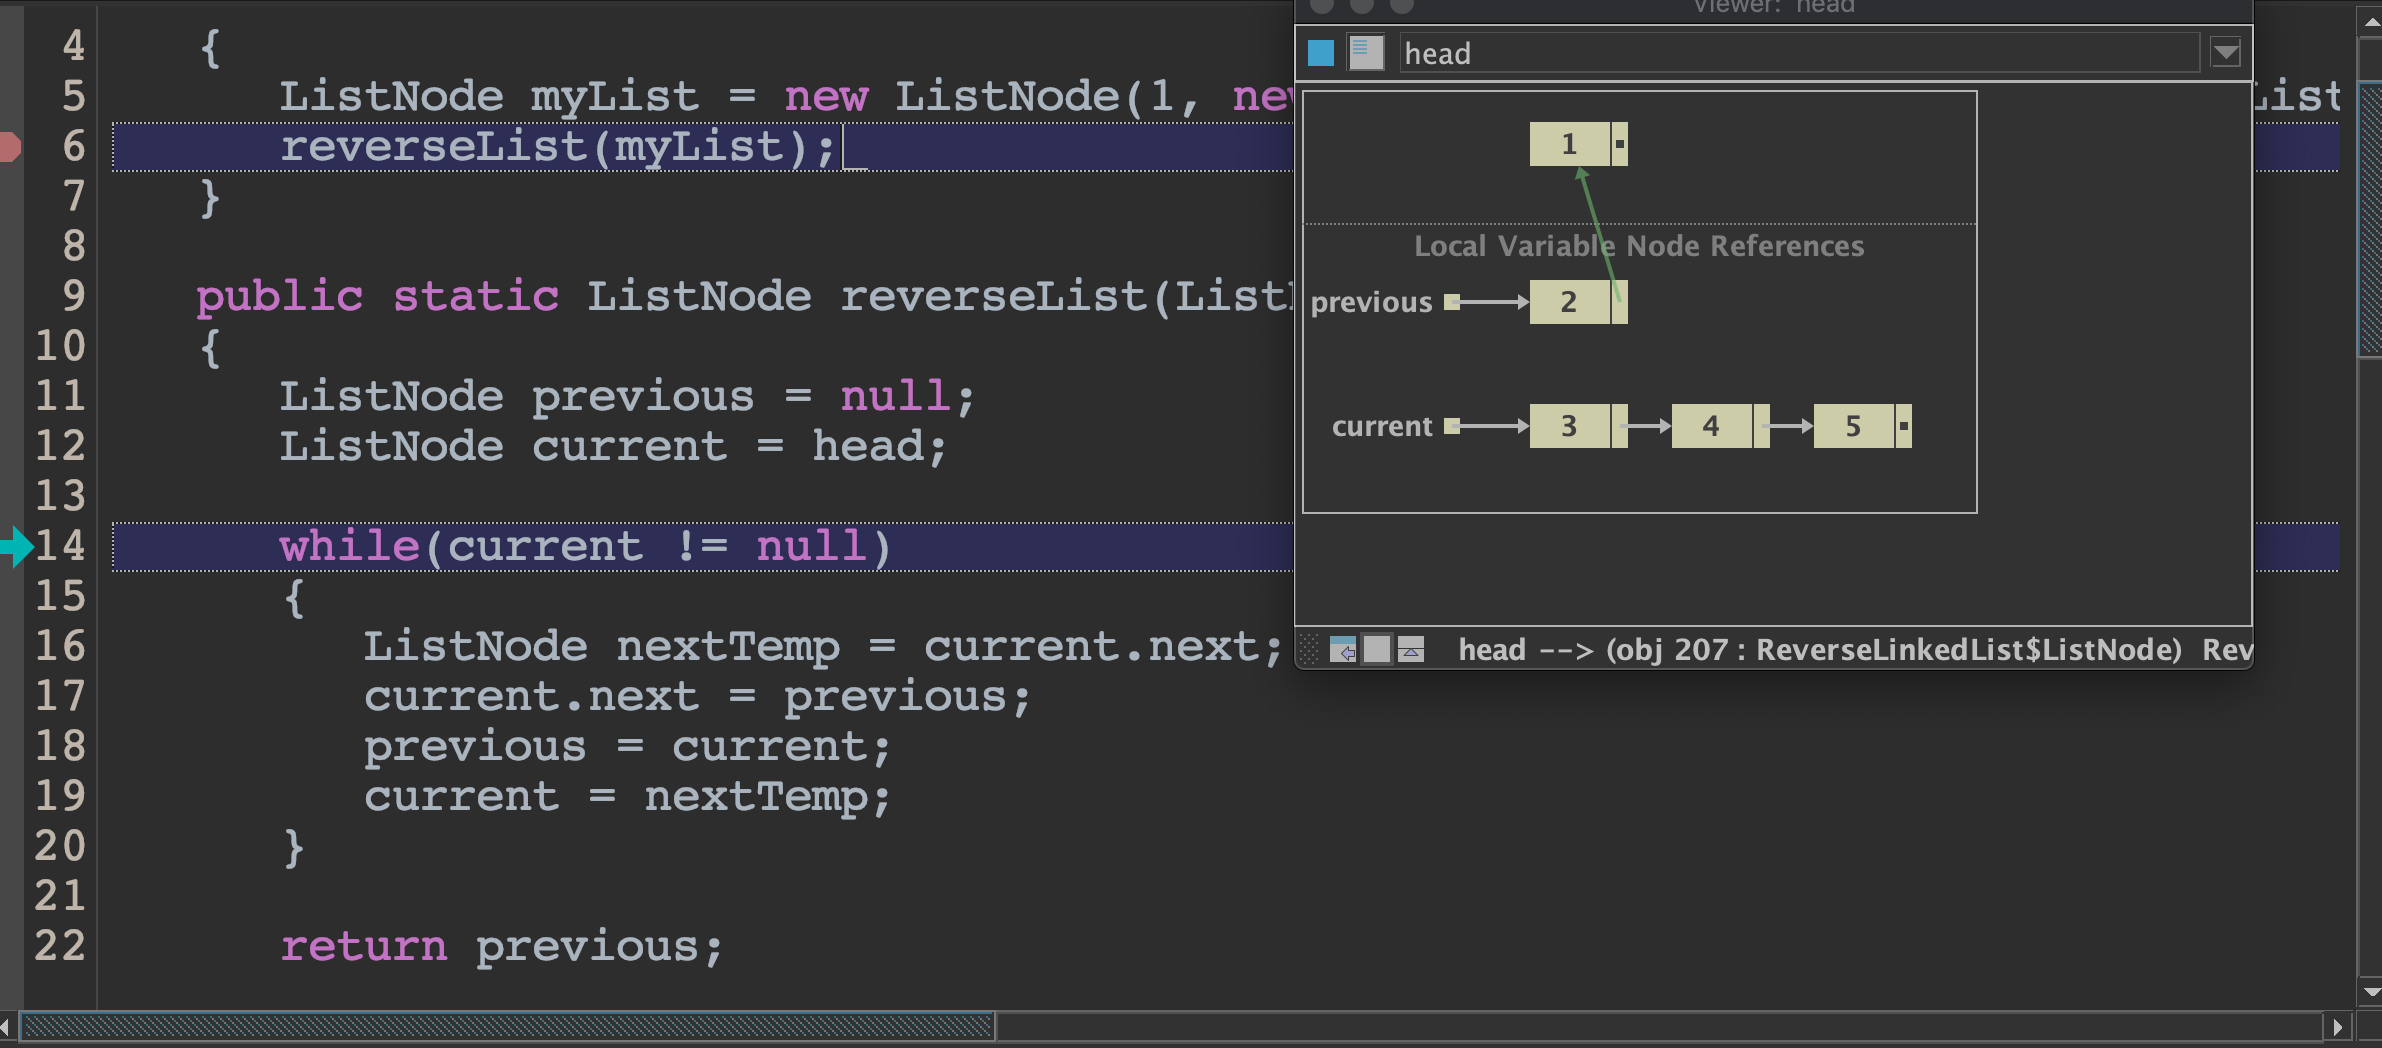 4 {
5 ListNode myList = new ListNode(1, new
6 reverseList(myList);
7 }
8
9 public static ListNode reverseList(List
10 {
11 ListNode previous = null;
12 ListNode current = head;
13
14 while(current != null)
15 {
16 ListNode nextTemp = current.next;
17 current.next = previous;
18 previous = current;
19 current = nextTemp;
20 }
21
22 return previous;
List
Viewer: head
head
1
Local Variable Node References
previous 2
current 3 4 5
head --> (obj 207 : ReverseLinkedList$ListNode) Rev